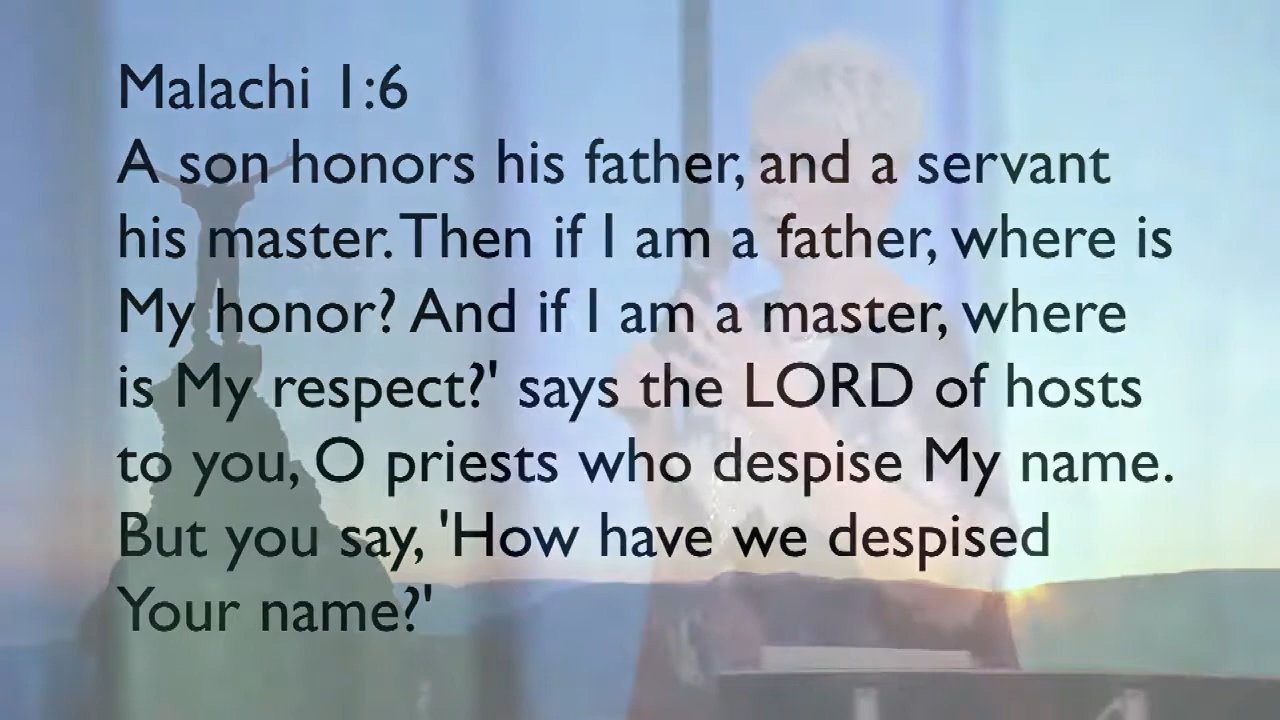 Malachi 1:6
A son honors his father, and a servant
his master. Then if I am a father, where is
My honor? And if I am a master, where
is My respect?' says the LORD of hosts
to you, O priests who despise My name.
But you say, 'How have we despised
Your name?'